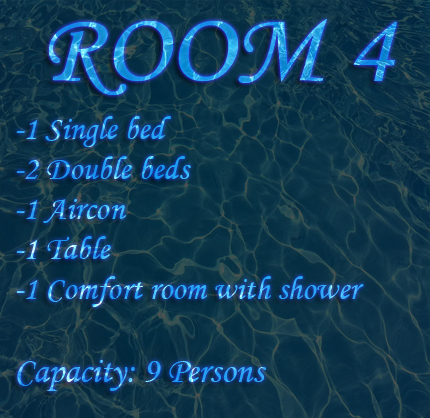 ROOM 4
-1 Single bed
-2 Double beds
-1 Aircon
-1 Table
-1 Comfort room with shower
Capacity: 9 Persons